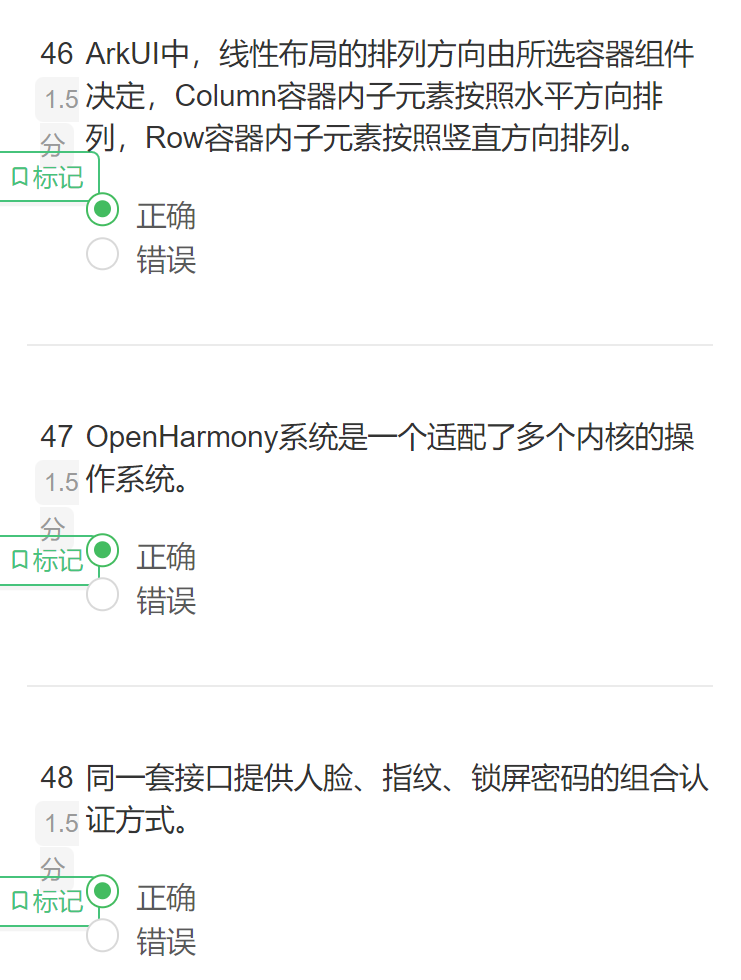 46 ArkUI中，线性布局的排列方向由所选容器组件
1.5 决定，Column容器内子元素按照水平方向排
分 列，Row容器内子元素按照竖直方向排列。
标记
正确
错误
47 OpenHarmony系统是一个适配了多个内核的操
1.5 作系统。
分
标记 正确
错误
48 同一套接口提供人脸、指纹、锁屏密码的组合认
1.5 证方式。
分
标记 正确
错误